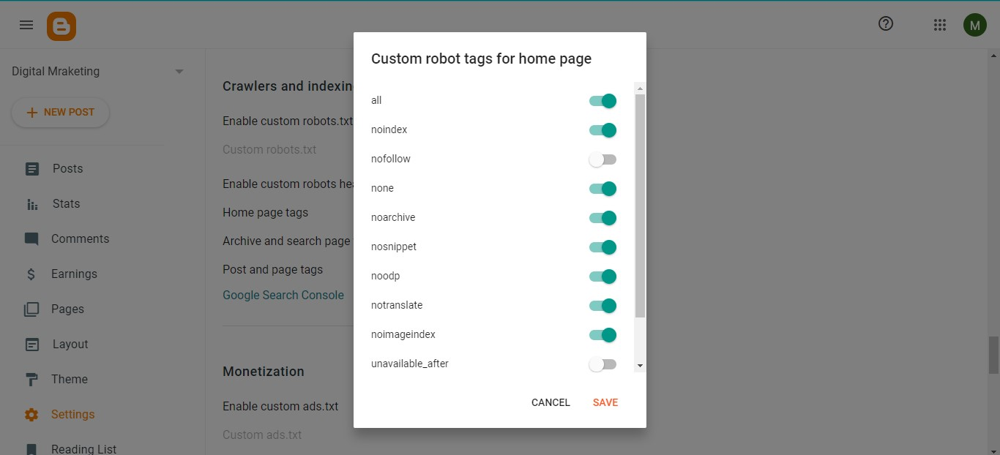 M
Digital Mraketing
NEW POST
Posts
Stats
Comments
Earnings
Pages
Layout
Theme
Settings
Reading List
Crawlers and indexin
Enable custom robots.txt
Custom robots.txt
Enable custom robots hea
Home page tags
Archive and search page
Post and page tags
Google Search Console
Monetization
Enable custom ads.txt
Custom ads.txt
Custom robot tags for home page
all
noindex
nofollow
none
noarchive
nosnippet
noodp
notranslate
noimageindex
unavailable_after
CANCEL SAVE